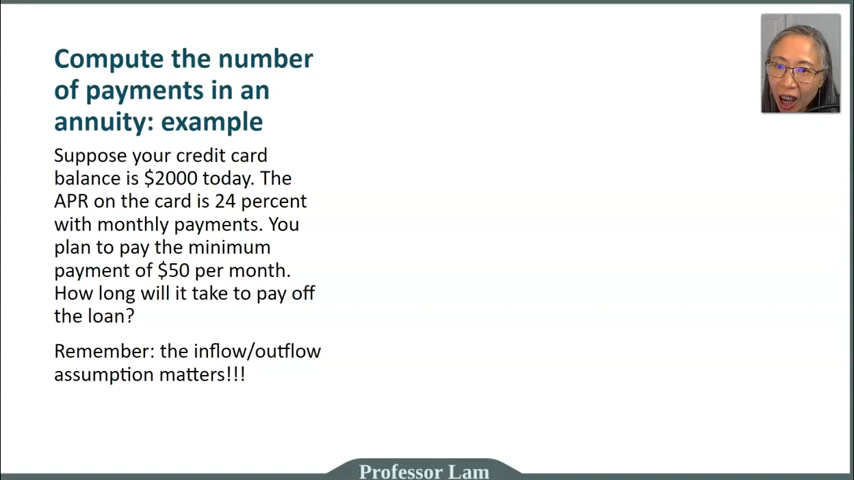 Compute the number
of payments in an
annuity: example
Suppose your credit card
balance is $2000 today. The
APR on the card is 24 percent
with monthly payments. You
plan to pay the minimum
payment of $50 per month.
How long will it take to pay off
the loan?
Remember: the inflow/outflow
assumption matters!!!
Professor Lam